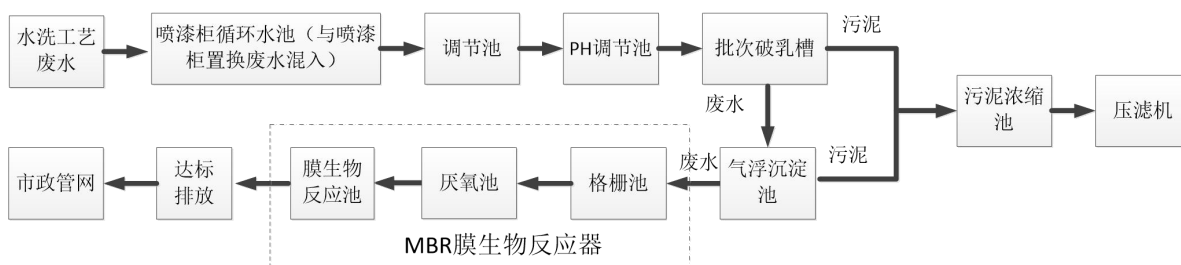 水洗工艺
废水
喷漆柜循环水池（与喷漆
柜置换废水混入）
调节池
PH调节池
批次破乳槽
污泥
废水
污泥浓缩
池
压滤机
市政管网
达标
排放
膜生物
反应池
厌氧池
格栅池
废水
气浮沉淀
池
污泥
MBR膜生物反应器